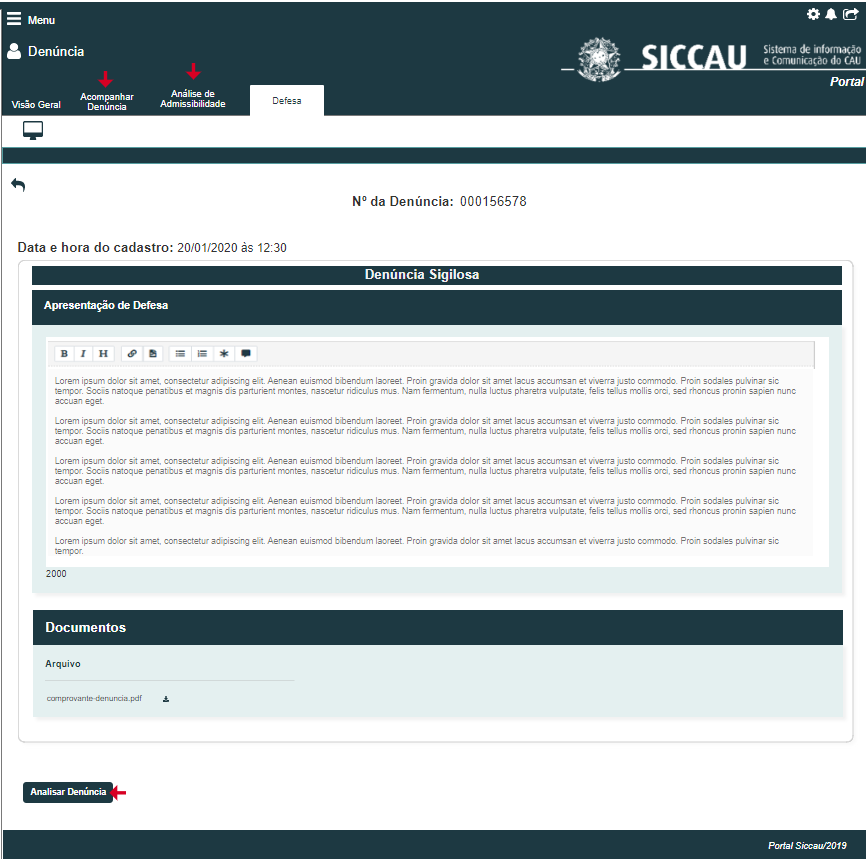 Menu
Denúncia
SICCAU
Sistema de informação
e Comunicação do CAU
Portal
Visão Geral
Acompanhar
Denúncia
Análise de
Admissibilidade
Defesa
Nº da Denúncia: 000156578
Data e hora do cadastro: 20/01/2020 às 12:30
Denúncia Sigilosa
Apresentação de Defesa
B I H
Lorem ipsum dolor sit amet, consectetur adipiscing elit. Aenean euismod bibendum laoreet. Proin gravida dolor sit amet lacus accumsan et viverra justo commodo. Proin sodales pulvinar sic
tempor. Sociis natoque penatibus et magnis dis parturient montes, nascetur ridiculus mus. Nam fermentum, nulla luctus pharetra vulputate, felis tellus mollis orci, sed rhoncus pronin sapien nunc
accuan eget.
Lorem ipsum dolor sit amet, consectetur adipiscing elit. Aenean euismod bibendum laoreet. Proin gravida dolor sit amet lacus accumsan et viverra justo commodo. Proin sodales pulvinar sic
tempor. Sociis natoque penatibus et magnis dis parturient montes, nascetur ridiculus mus. Nam fermentum, nulla luctus pharetra vulputate, felis tellus mollis orci, sed rhoncus pronin sapien nunc
accuan eget.
Lorem ipsum dolor sit amet, consectetur adipiscing elit. Aenean euismod bibendum laoreet. Proin gravida dolor sit amet lacus accumsan et viverra justo commodo. Proin sodales pulvinar sic
tempor. Sociis natoque penatibus et magnis dis parturient montes, nascetur ridiculus mus. Nam fermentum, nulla luctus pharetra vulputate, felis tellus mollis orci, sed rhoncus pronin sapien nunc
accuan eget.
Lorem ipsum dolor sit amet, consectetur adipiscing elit. Aenean euismod bibendum laoreet. Proin gravida dolor sit amet lacus accumsan et viverra justo commodo. Proin sodales pulvinar sic
tempor. Sociis natoque penatibus et magnis dis parturient montes, nascetur ridiculus mus. Nam fermentum, nulla luctus pharetra vulputate, felis tellus mollis orci, sed rhoncus pronin sapien nunc
accuan eget.
Lorem ipsum dolor sit amet, consectetur adipiscing elit. Aenean euismod bibendum laoreet. Proin gravida dolor sit amet lacus accumsan et viverra justo commodo. Proin sodales pulvinar sic
tempor.
2000
Documentos
Arquivo
comprovante-denuncia.pdf
Analisar Denúncia
Portal Siccau/2019